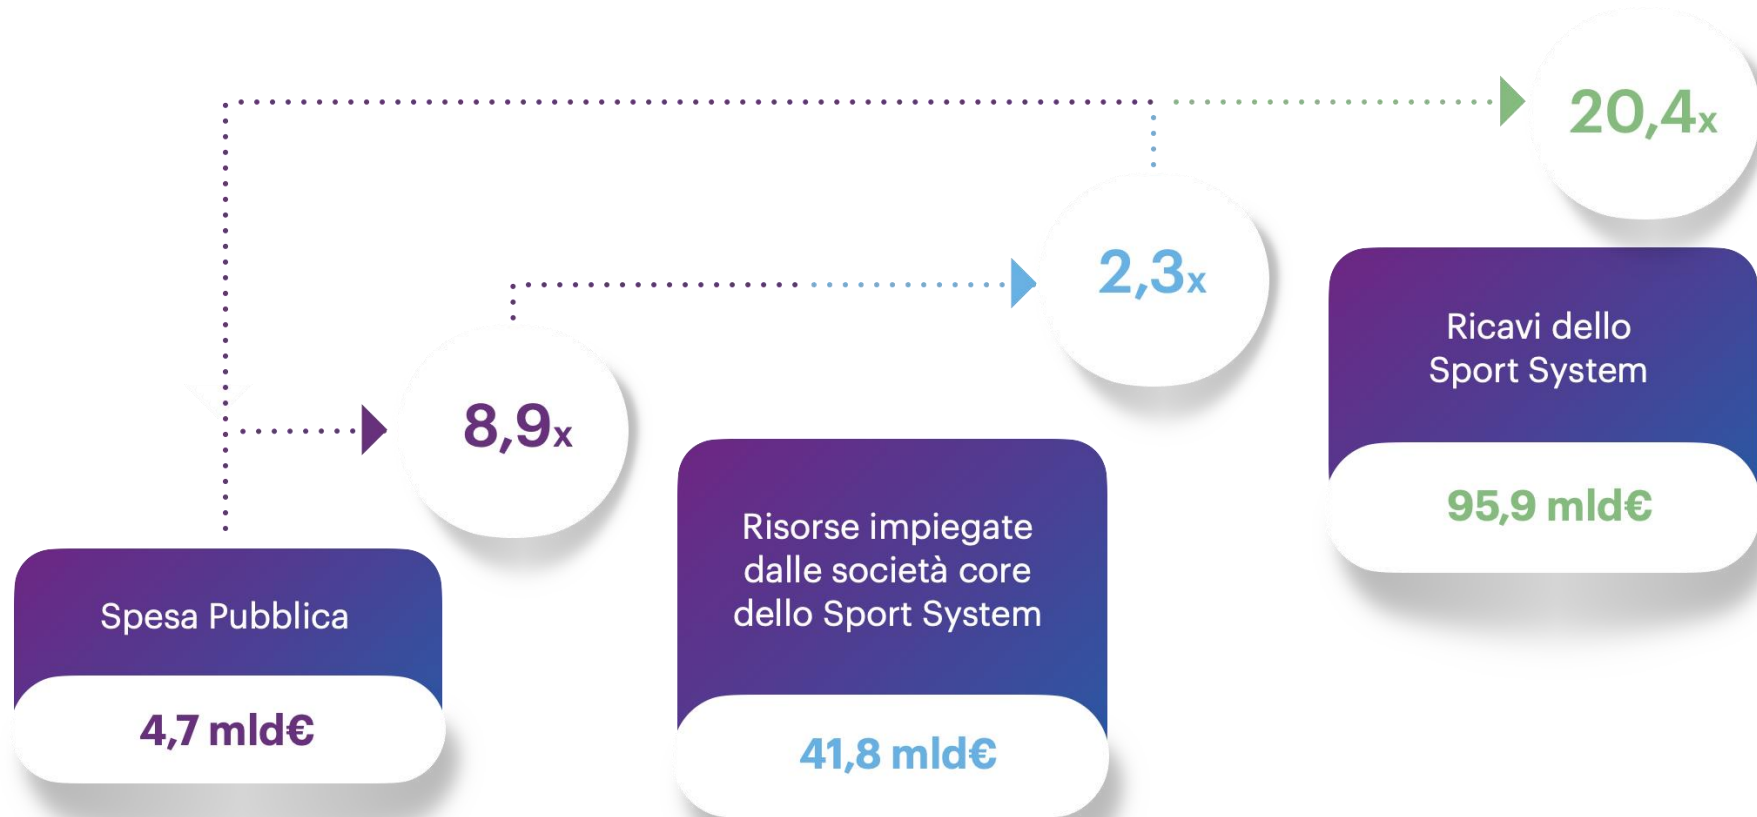 20,4x
2,3x
8,9x
Spesa Pubblica
4,7 mld€
Risorse impiegate
dalle società core
dello Sport System
41,8 mld€
Ricavi dello
Sport System
95,9 mld€